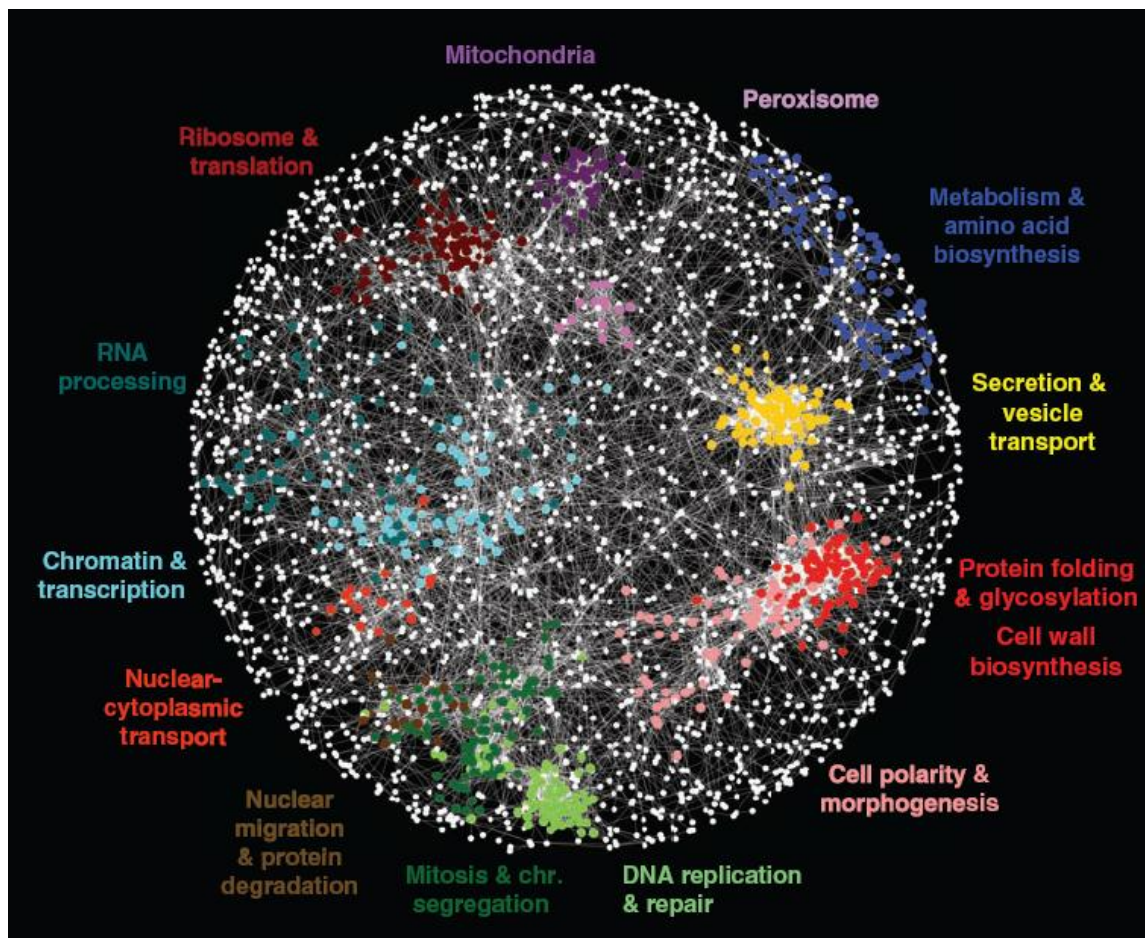 Mitochondria
Peroxisome
Ribosome &
translation
Metabolism &
amino acid
biosynthesis
RNA
processing
Secretion &
vesicle
transport
Chromatin &
transcription
Protein folding
& glycosylation
Cell wall
biosynthesis
Nuclear-
cytoplasmic
transport
Cell polarity &
morphogenesis
Nuclear
migration
& protein
degradation
Mitosis & chr.
segregation
DNA replication
& repair